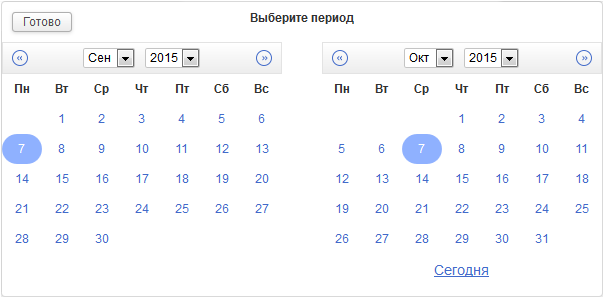 Готово
Выберите период
« Сен 2015 » « Окт 2015 »
Пн Вт Ср Чт Пт Сб Вс Пн Вт Ср Чт Пт Сб Вс
1 2 3 4 5 6 1 2 3 4
7 8 9 10 11 12 13 5 6 7 8 9 10 11
14 15 16 17 18 19 20 12 13 14 15 16 17 18
21 22 23 24 25 26 27 19 20 21 22 23 24 25
28 29 30 26 27 28 29 30 31
Сегодня